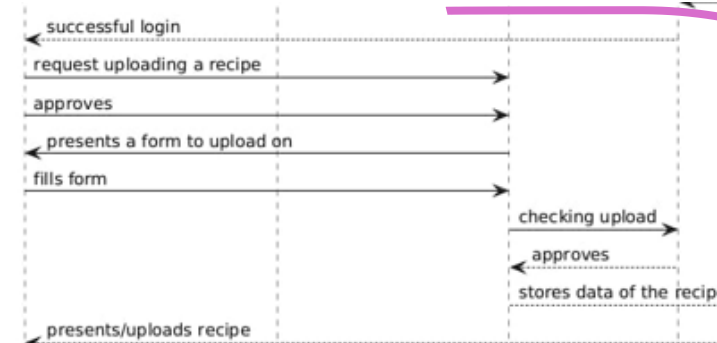 successful login
request uploading a recipe
approves
presents a form to upload on
fills form
checking upload
approves
stores data of the recip
presents/uploads recipe